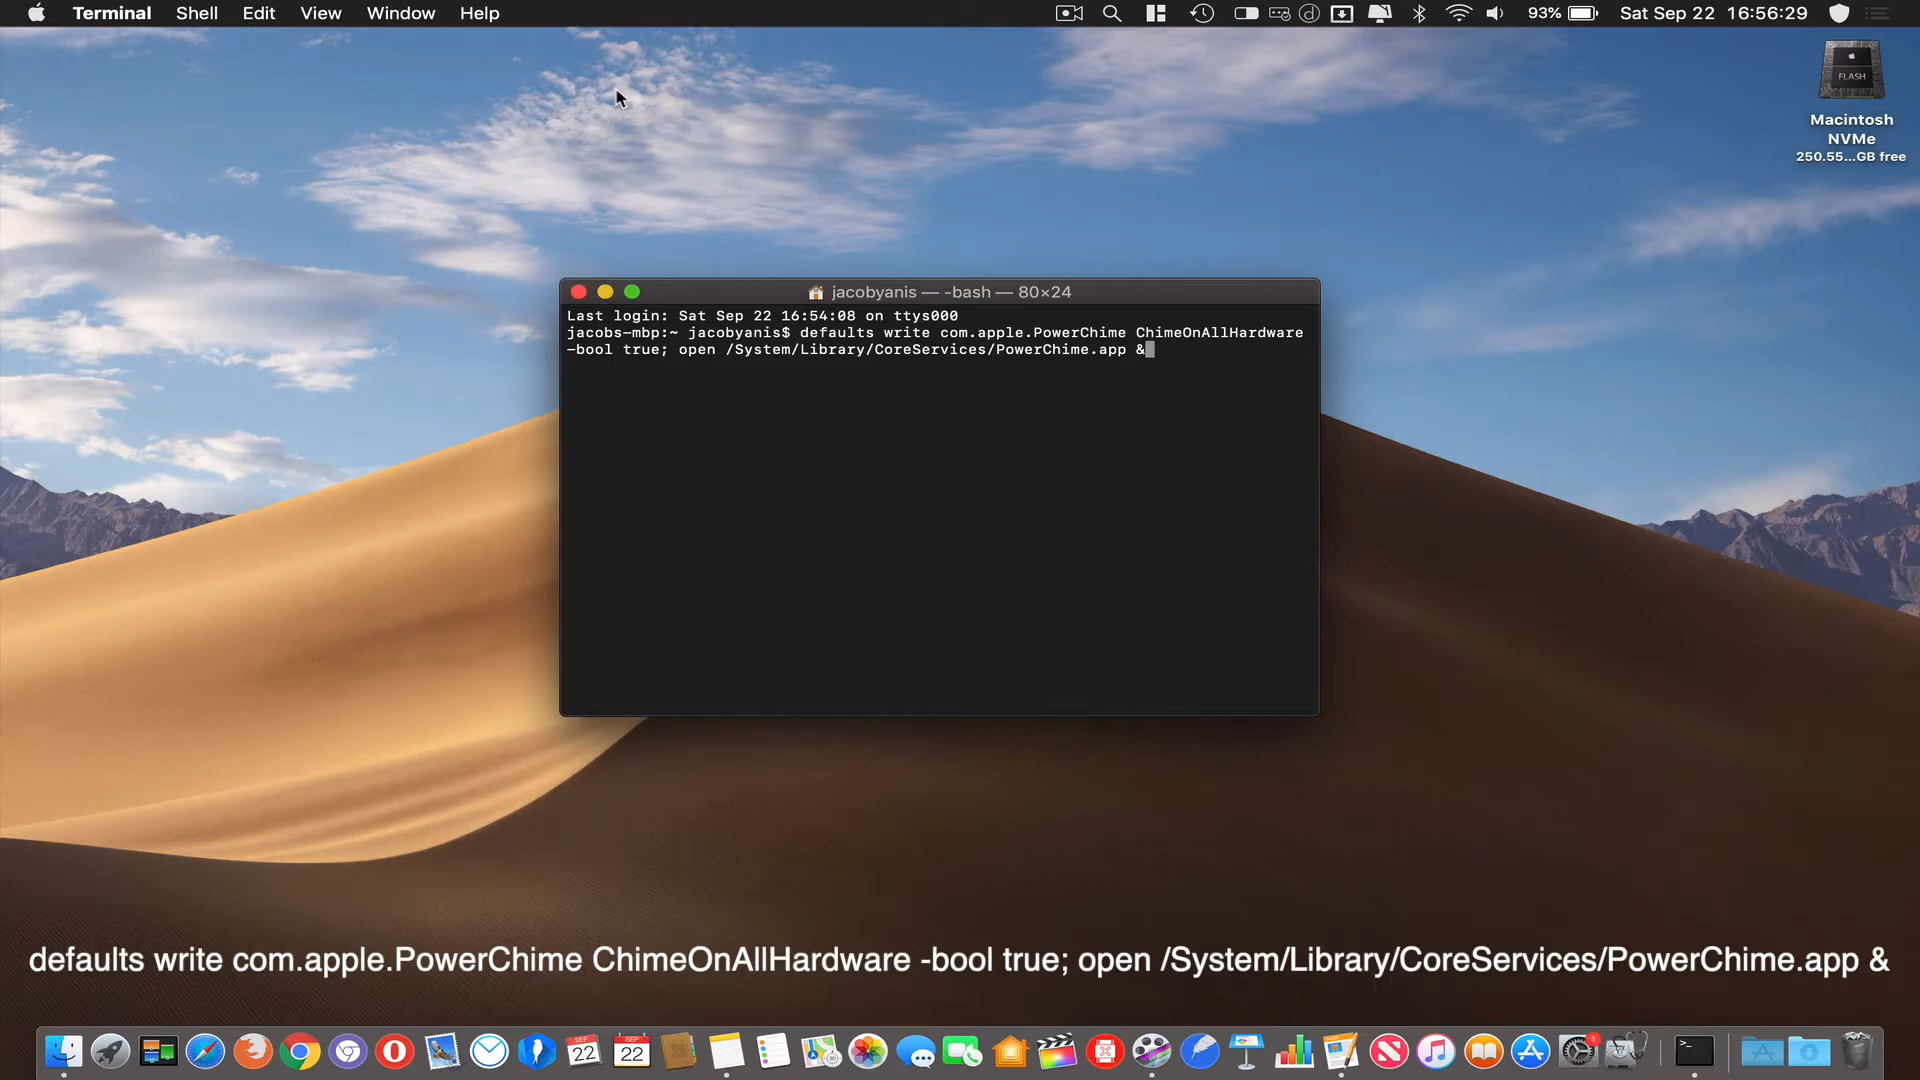 Terminal Shell Edit View Window Help
93% Sat Sep 22 16:56:29
FLASH
Macintosh
NVMe
250.55...GB free
jacobyanis — -bash — 80×24
Last login: Sat Sep 22 16:54:08 on ttys000
jacobs-mbp:~ jacobyanis$ defaults write com.apple.PowerChime ChimeOnAllHardware
-bool true; open /System/Library/CoreServices/PowerChime.app &
defaults write com.apple.PowerChime ChimeOnAllHardware -bool true; open /System/Library/CoreServices/PowerChime.app &
SEP
22
SEP
22
1